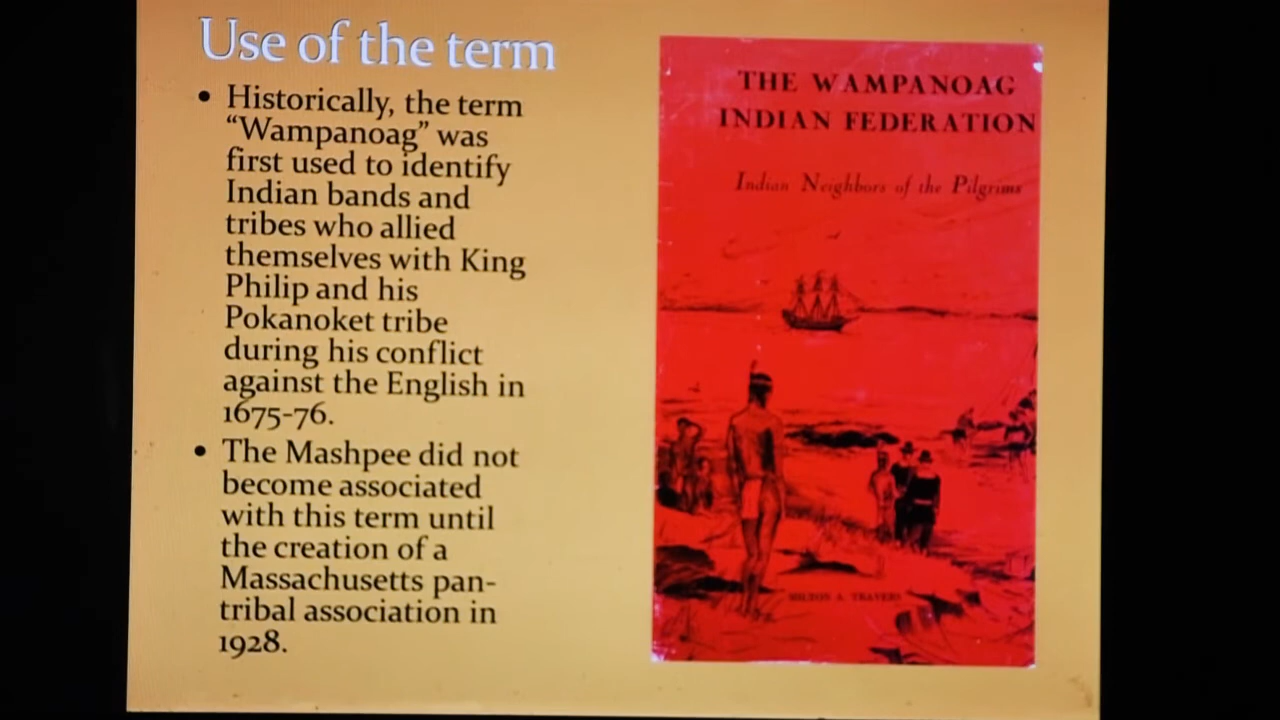 Use of the term
• Historically, the term
“Wampanoag” was
first used to identify
Indian bands and
tribes who allied
themselves with King
Philip and his
Pokanoket tribe
during his conflict
against the English in
1675-76.
• The Mashpee did not
become associated
with this term until
the creation of a
Massachusetts pan-
tribal association in
1928.
THE WAMPANOAG
INDIAN FEDERATION
Indian Neighbors of the Pilgrims
MILTON A. TRAVERS